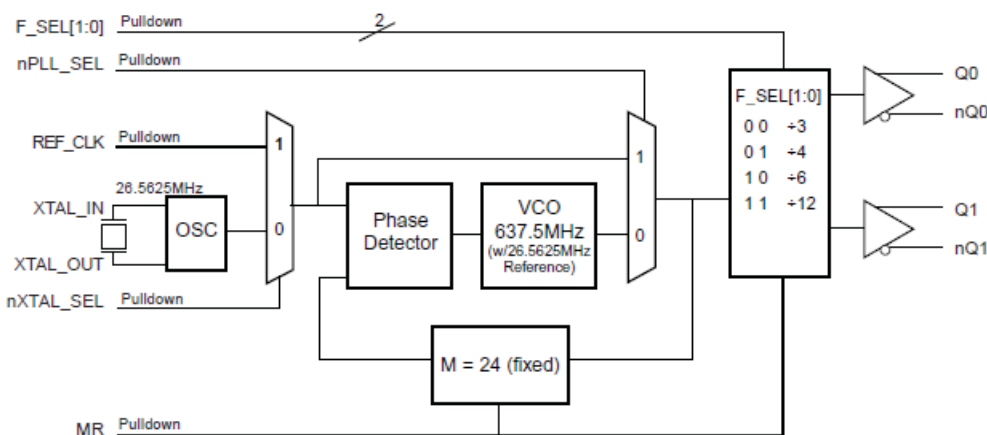 F_SEL[1:0] Pulldown 2
nPLL_SEL Pulldown
REF_CLK Pulldown
26.5625MHz
XTAL_IN
OSC
XTAL_OUT
nXTAL_SEL Pulldown
1
0
Phase
Detector
VCO
637.5MHz
(w/26.5625MHz
Reference)
1
0
M = 24 (fixed)
F_SEL[1:0]
0 0 ÷3
0 1 ÷4
1 0 ÷6
1 1 ÷12
Q0
nQ0
Q1
nQ1
MR Pulldown